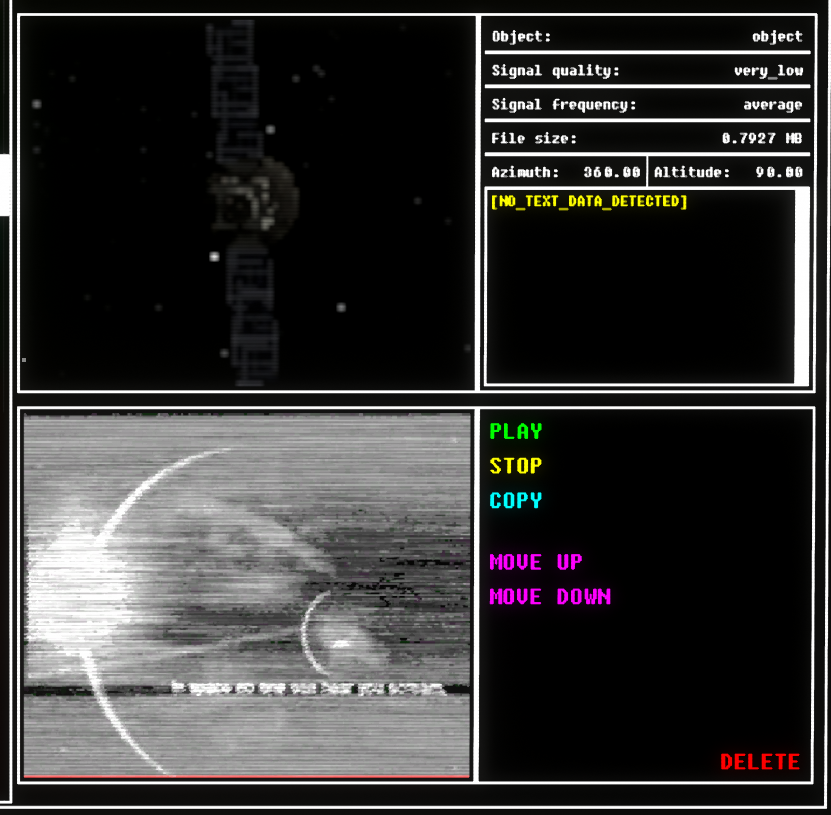 Object: object
Signal quality: very_low
Signal frequency: average
File size: 0.7927 MB
Azimuth: 360.00 Altitude: 90.00
[NO_TEXT_DATA_DETECTED]
PLAY
STOP
COPY
MOVE UP
MOVE DOWN
DELETE